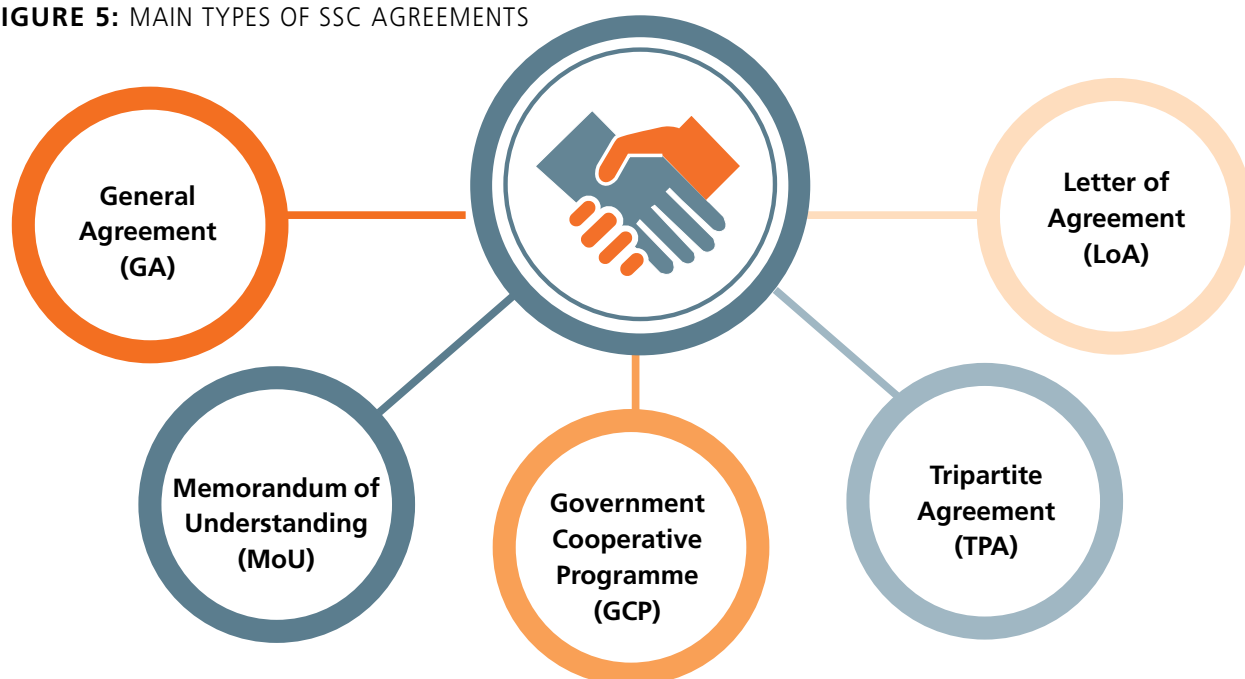 IGURE 5: MAIN TYPES OF SSC AGREEMENTS
General
Agreement
(GA)
Memorandum of
Understanding
(MoU)
Government
Cooperative
Programme
(GCP)
Tripartite
Agreement
(TPA)
Letter of
Agreement
(LoA)